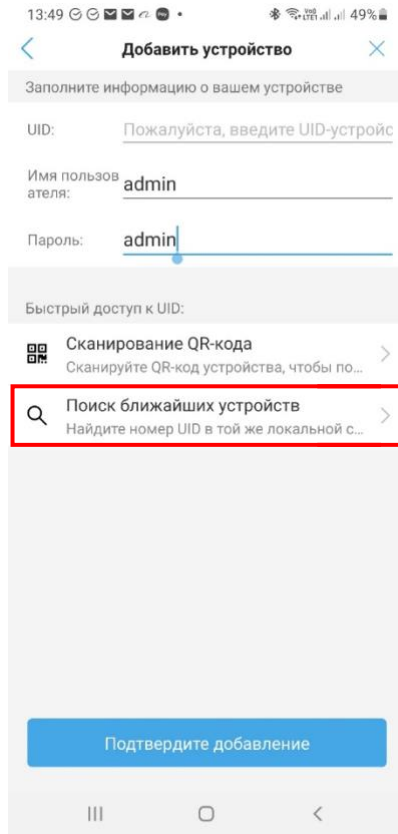 13:49 49%
Добавить устройство
Заполните информацию о вашем устройстве
UID: Пожалуйста, введите UID-устройс
Имя пользов
ателя: admin
Пароль: admin
Быстрый доступ к UID:
Сканирование QR-кода
Сканируйте QR-код устройства, чтобы по...
Поиск ближайших устройств
Найдите номер UID в той же локальной с...
Подтвердите добавление